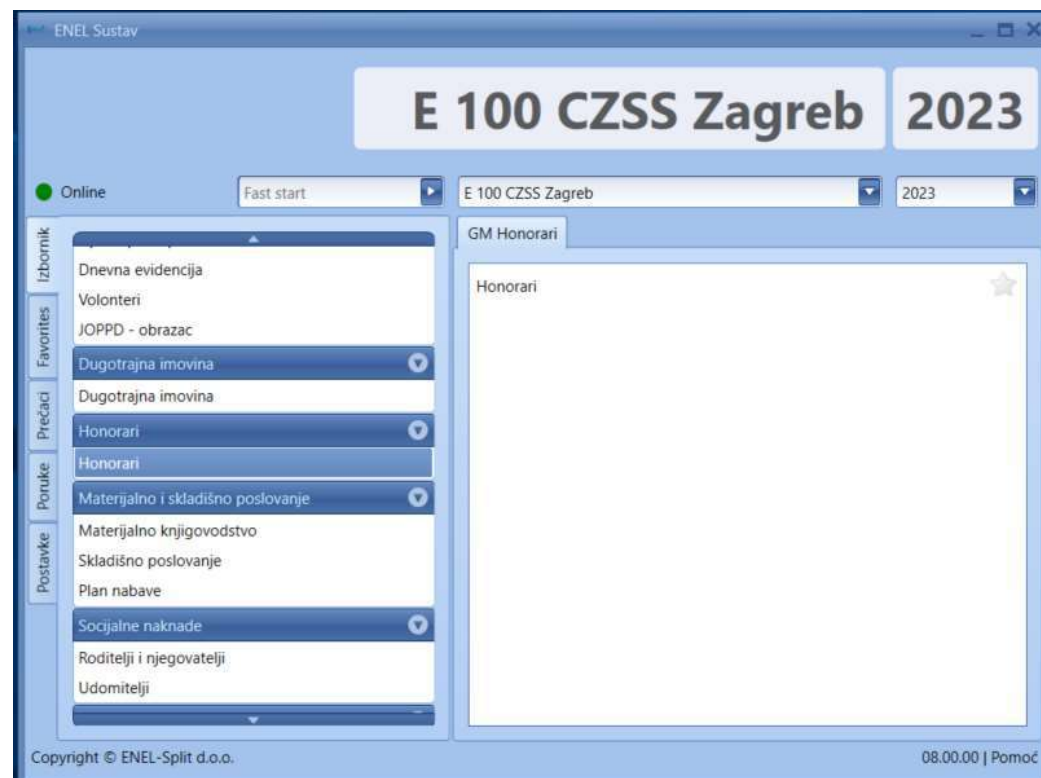 ENEL Sustav
E 100 CZSS Zagreb 2023
Online Fast start E 100 CZSS Zagreb 2023
Izbornik
Favorites
Prečaci
Poruke
Postavke
Dnevna evidencija
Volonteri
JOPPD - obrazac
Dugotrajna imovina
Dugotrajna imovina
Honorari
Honorari
Materijalno i skladišno poslovanje
Materijalno knjigovodstvo
Skladišno poslovanje
Plan nabave
Socijalne naknade
Roditelji i njegovatelji
Udomitelji
GM Honorari
Honorari
Copyright © ENEL-Split d.o.o. 08.00.00 | Pomoć